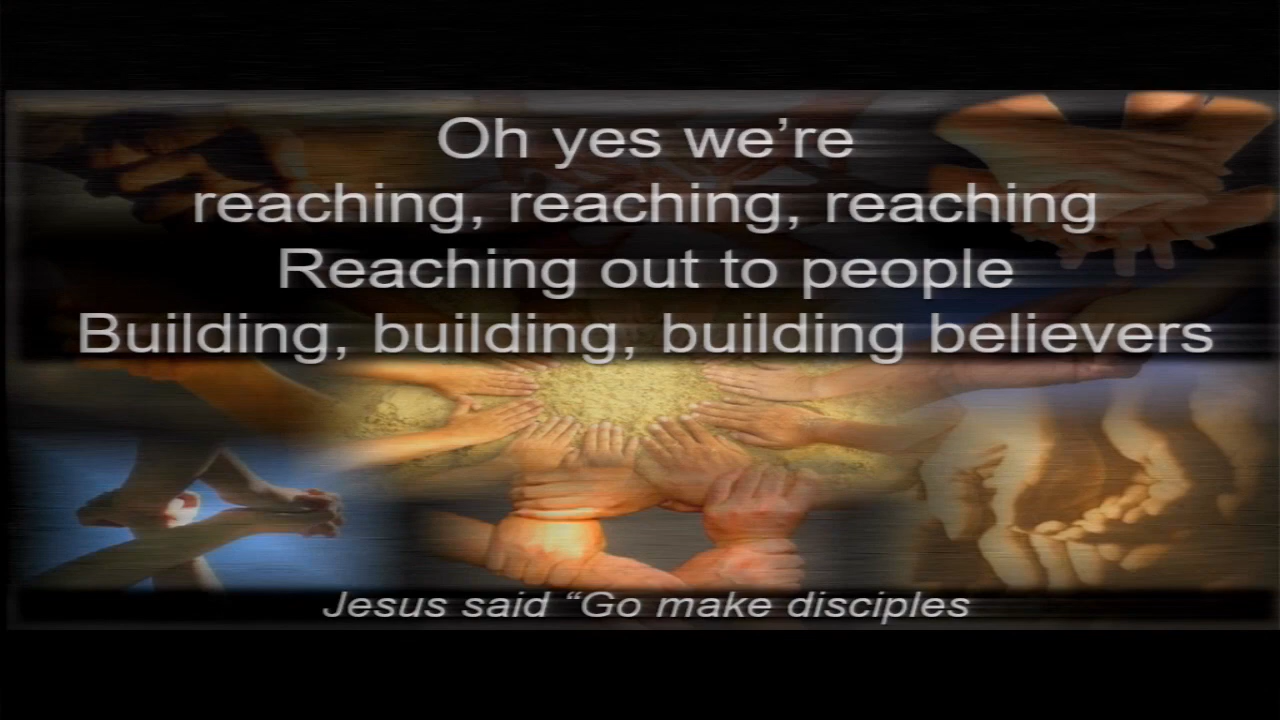 Oh yes we’re
reaching, reaching, reaching
Reaching out to people
Building, building, building believers
Jesus said “Go make disciples